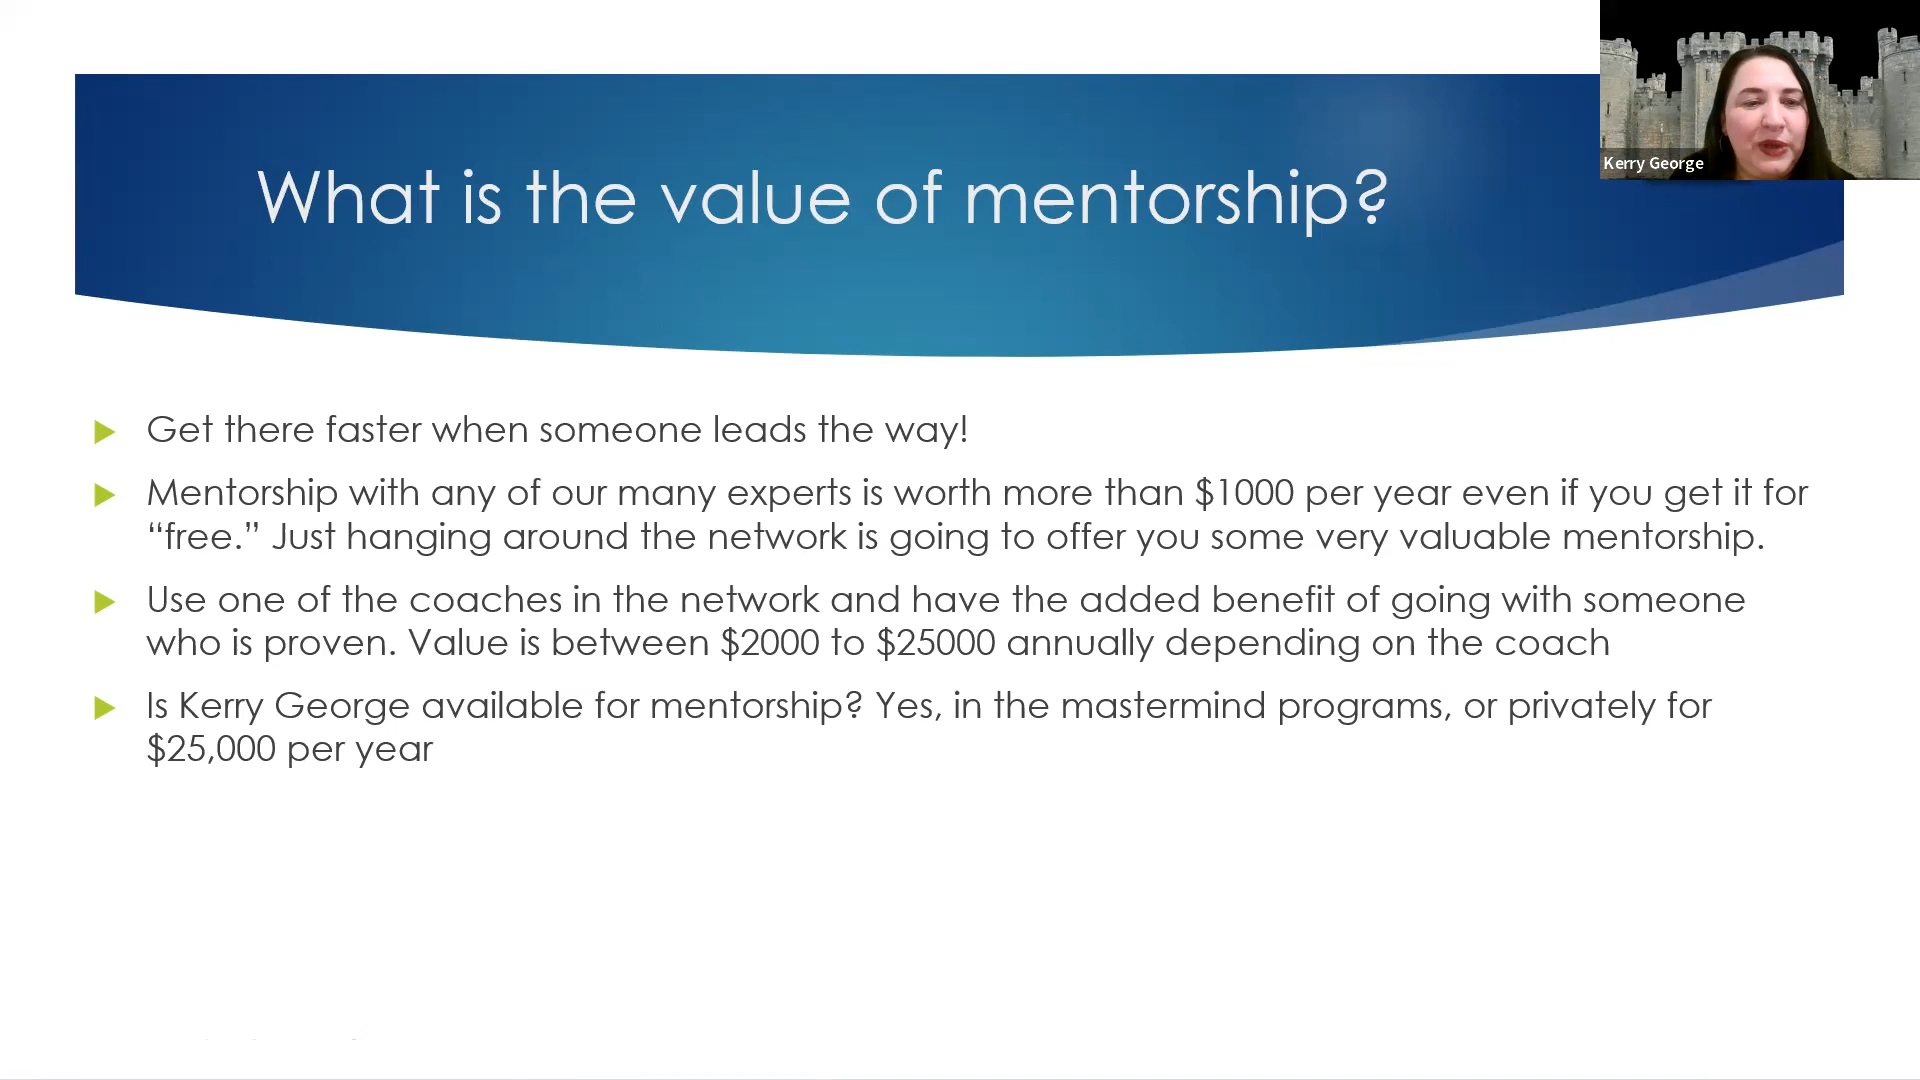 What is the value of mentorship?
Kerry George
Get there faster when someone leads the way!
Mentorship with any of our many experts is worth more than $1000 per year even if you get it for
“free.” Just hanging around the network is going to offer you some very valuable mentorship.
Use one of the coaches in the network and have the added benefit of going with someone
who is proven. Value is between $2000 to $25000 annually depending on the coach
Is Kerry George available for mentorship? Yes, in the mastermind programs, or privately for
$25,000 per year